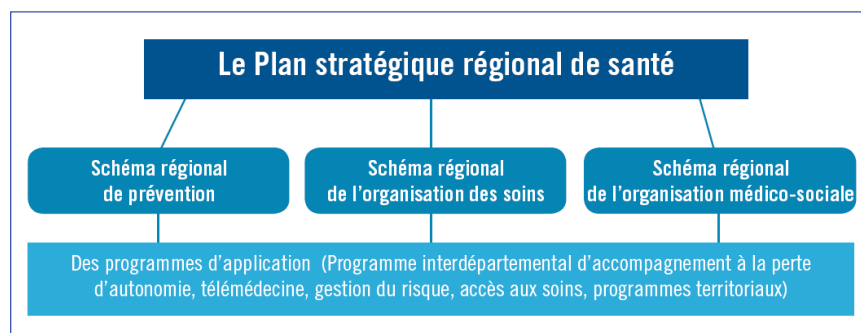 Le Plan stratégique régional de santé
Schéma régional
de prévention
Schéma régional
de l'organisation des soins
Schéma régional
de l'organisation médico-sociale
Des programmes d'application (Programme interdépartemental d'accompagnement à la perte
d'autonomie, télémédecine, gestion du risque, accès aux soins, programmes territoriaux)